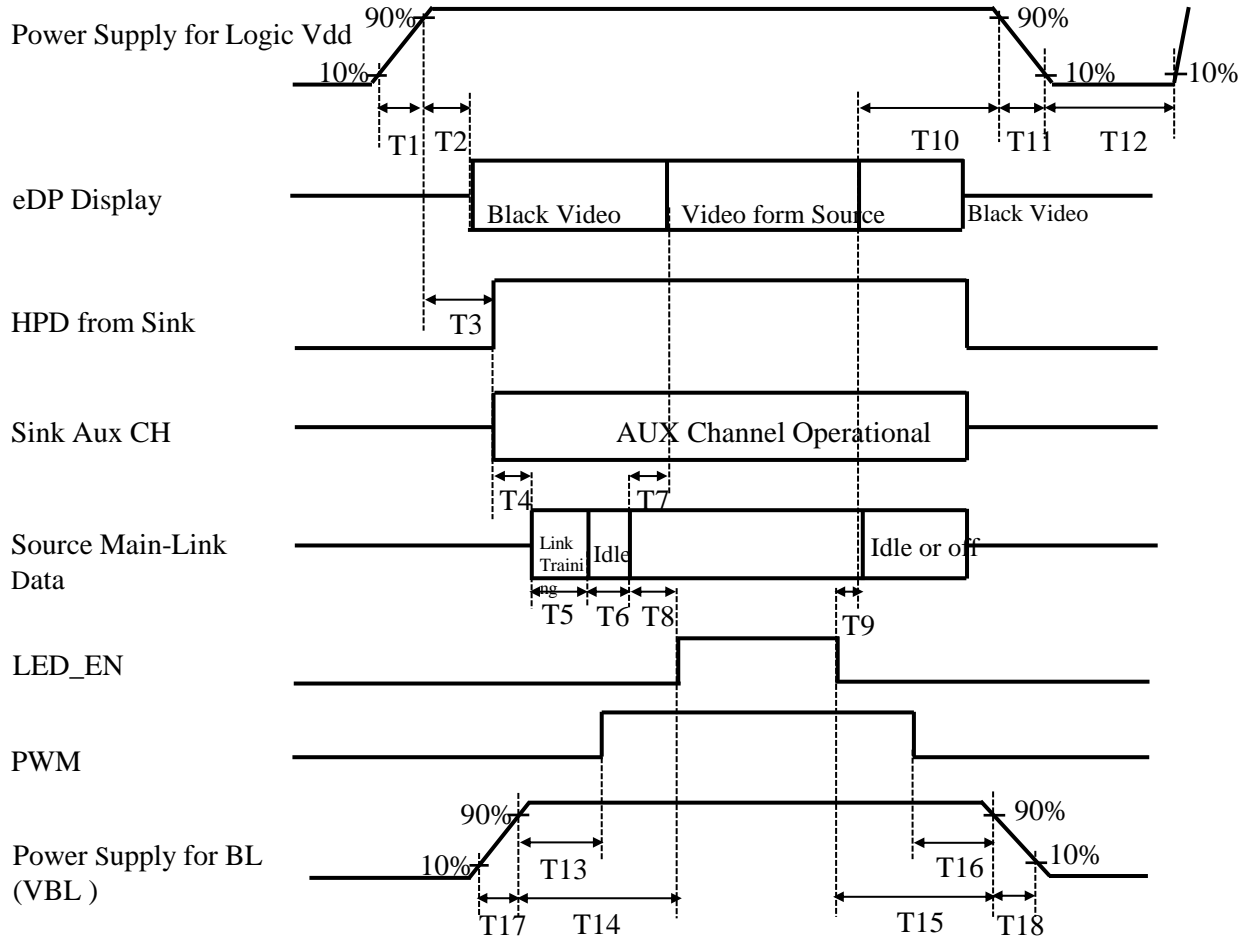 90%
90%
Power Supply for Logic Vdd
10%
10%
10%
T1
T2
T10
T11
T12
eDP Display
Black Video
Video form Source
Black Video
HPD from Sink
T3
Sink Aux CH
AUX Channel Operational
T4
T7
Source Main-Link
Data
Link
Traini
ng
Idle
Idle or off
T5
T6
T8
T9
LED_EN
PWM
90%
90%
Power Supply for BL
(VBL )
10%
10%
T13
T16
T17
T14
T15
T18